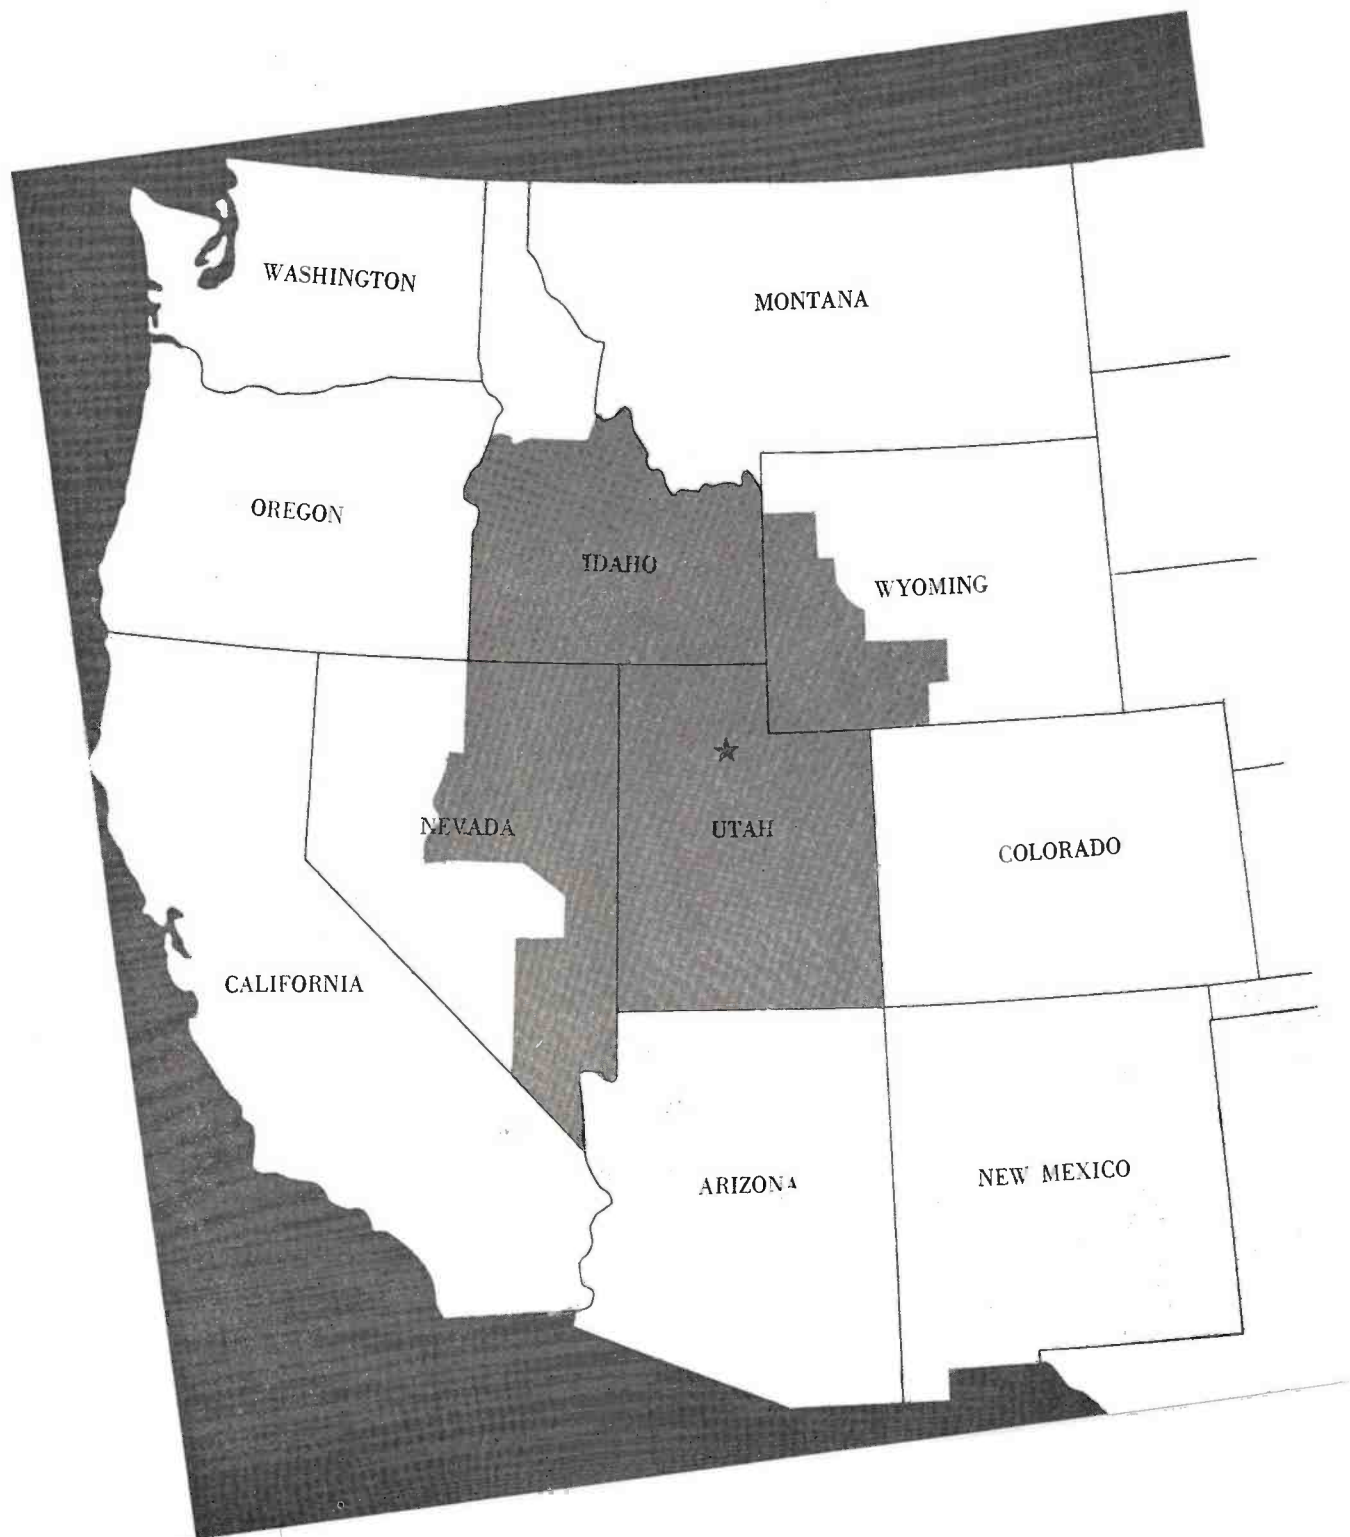 WASHINGTON
MONTANA
OREGON
IDAHO
WYOMING
NEVADA
UTAH
COLORADO
CALIFORNIA
ARIZONA
NEW MEXICO